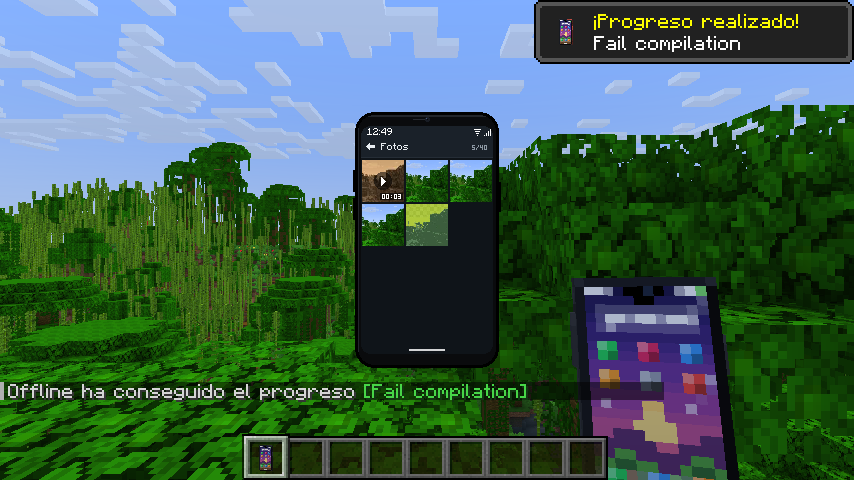 ¡Progreso realizado!
Fail compilation
12:49
Fotos
5/40
00:03
Offline ha conseguido el progreso [Fail compilation]